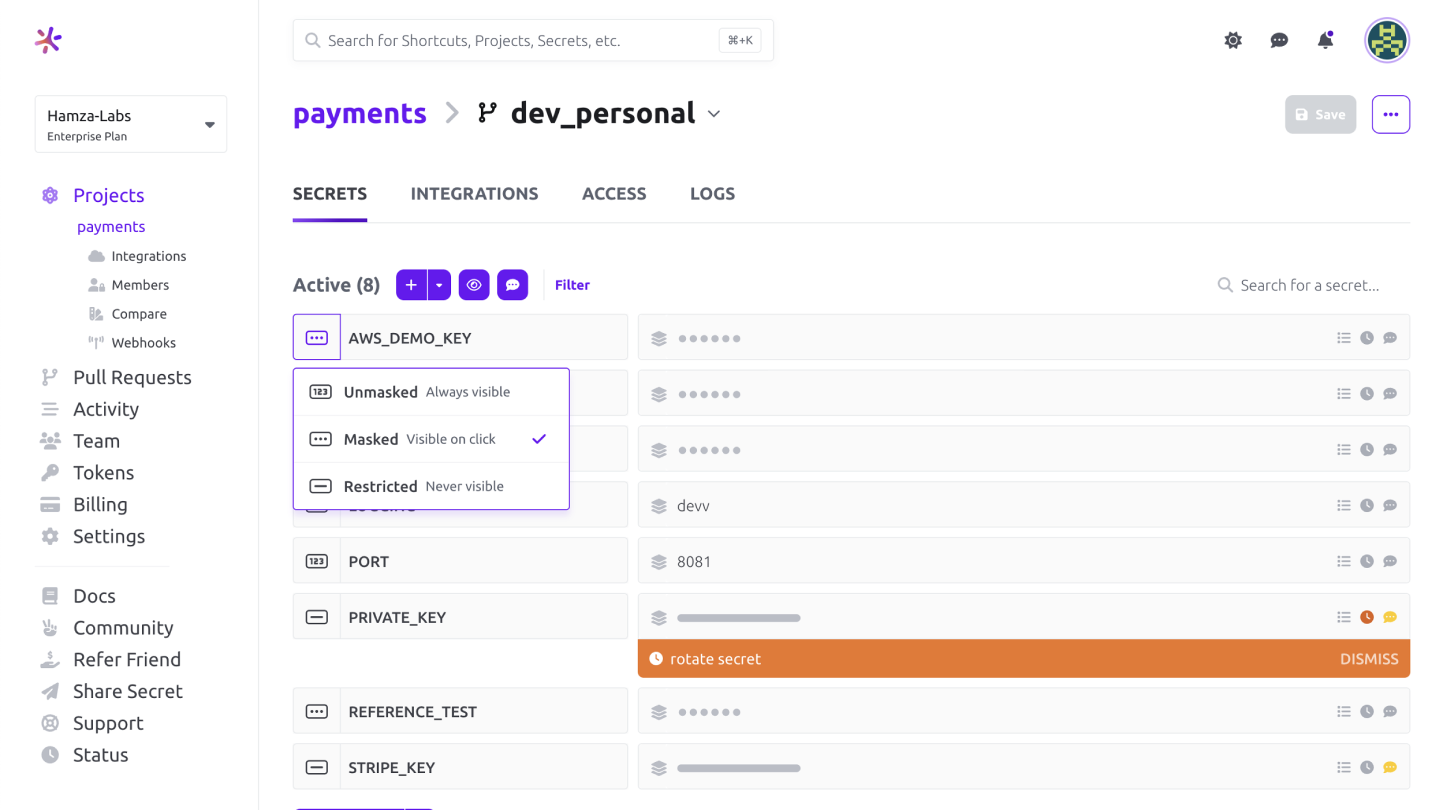 Search for Shortcuts, Projects, Secrets, etc.
⌘+K
Hamza-Labs
Enterprise Plan
Projects
payments
Integrations
Members
Compare
Webhooks
Pull Requests
Activity
Team
Tokens
Billing
Settings
Docs
Community
Refer Friend
Share Secret
Support
Status
payments
dev_personal
Save
SECRETS
INTEGRATIONS
ACCESS
LOGS
Active (8)
Filter
Search for a secret...
AWS_DEMO_KEY
Unmasked Always visible
Masked Visible on click
Restricted Never visible
devv
123 PORT
8081
PRIVATE_KEY
rotate secret
DISMISS
REFERENCE_TEST
STRIPE_KEY